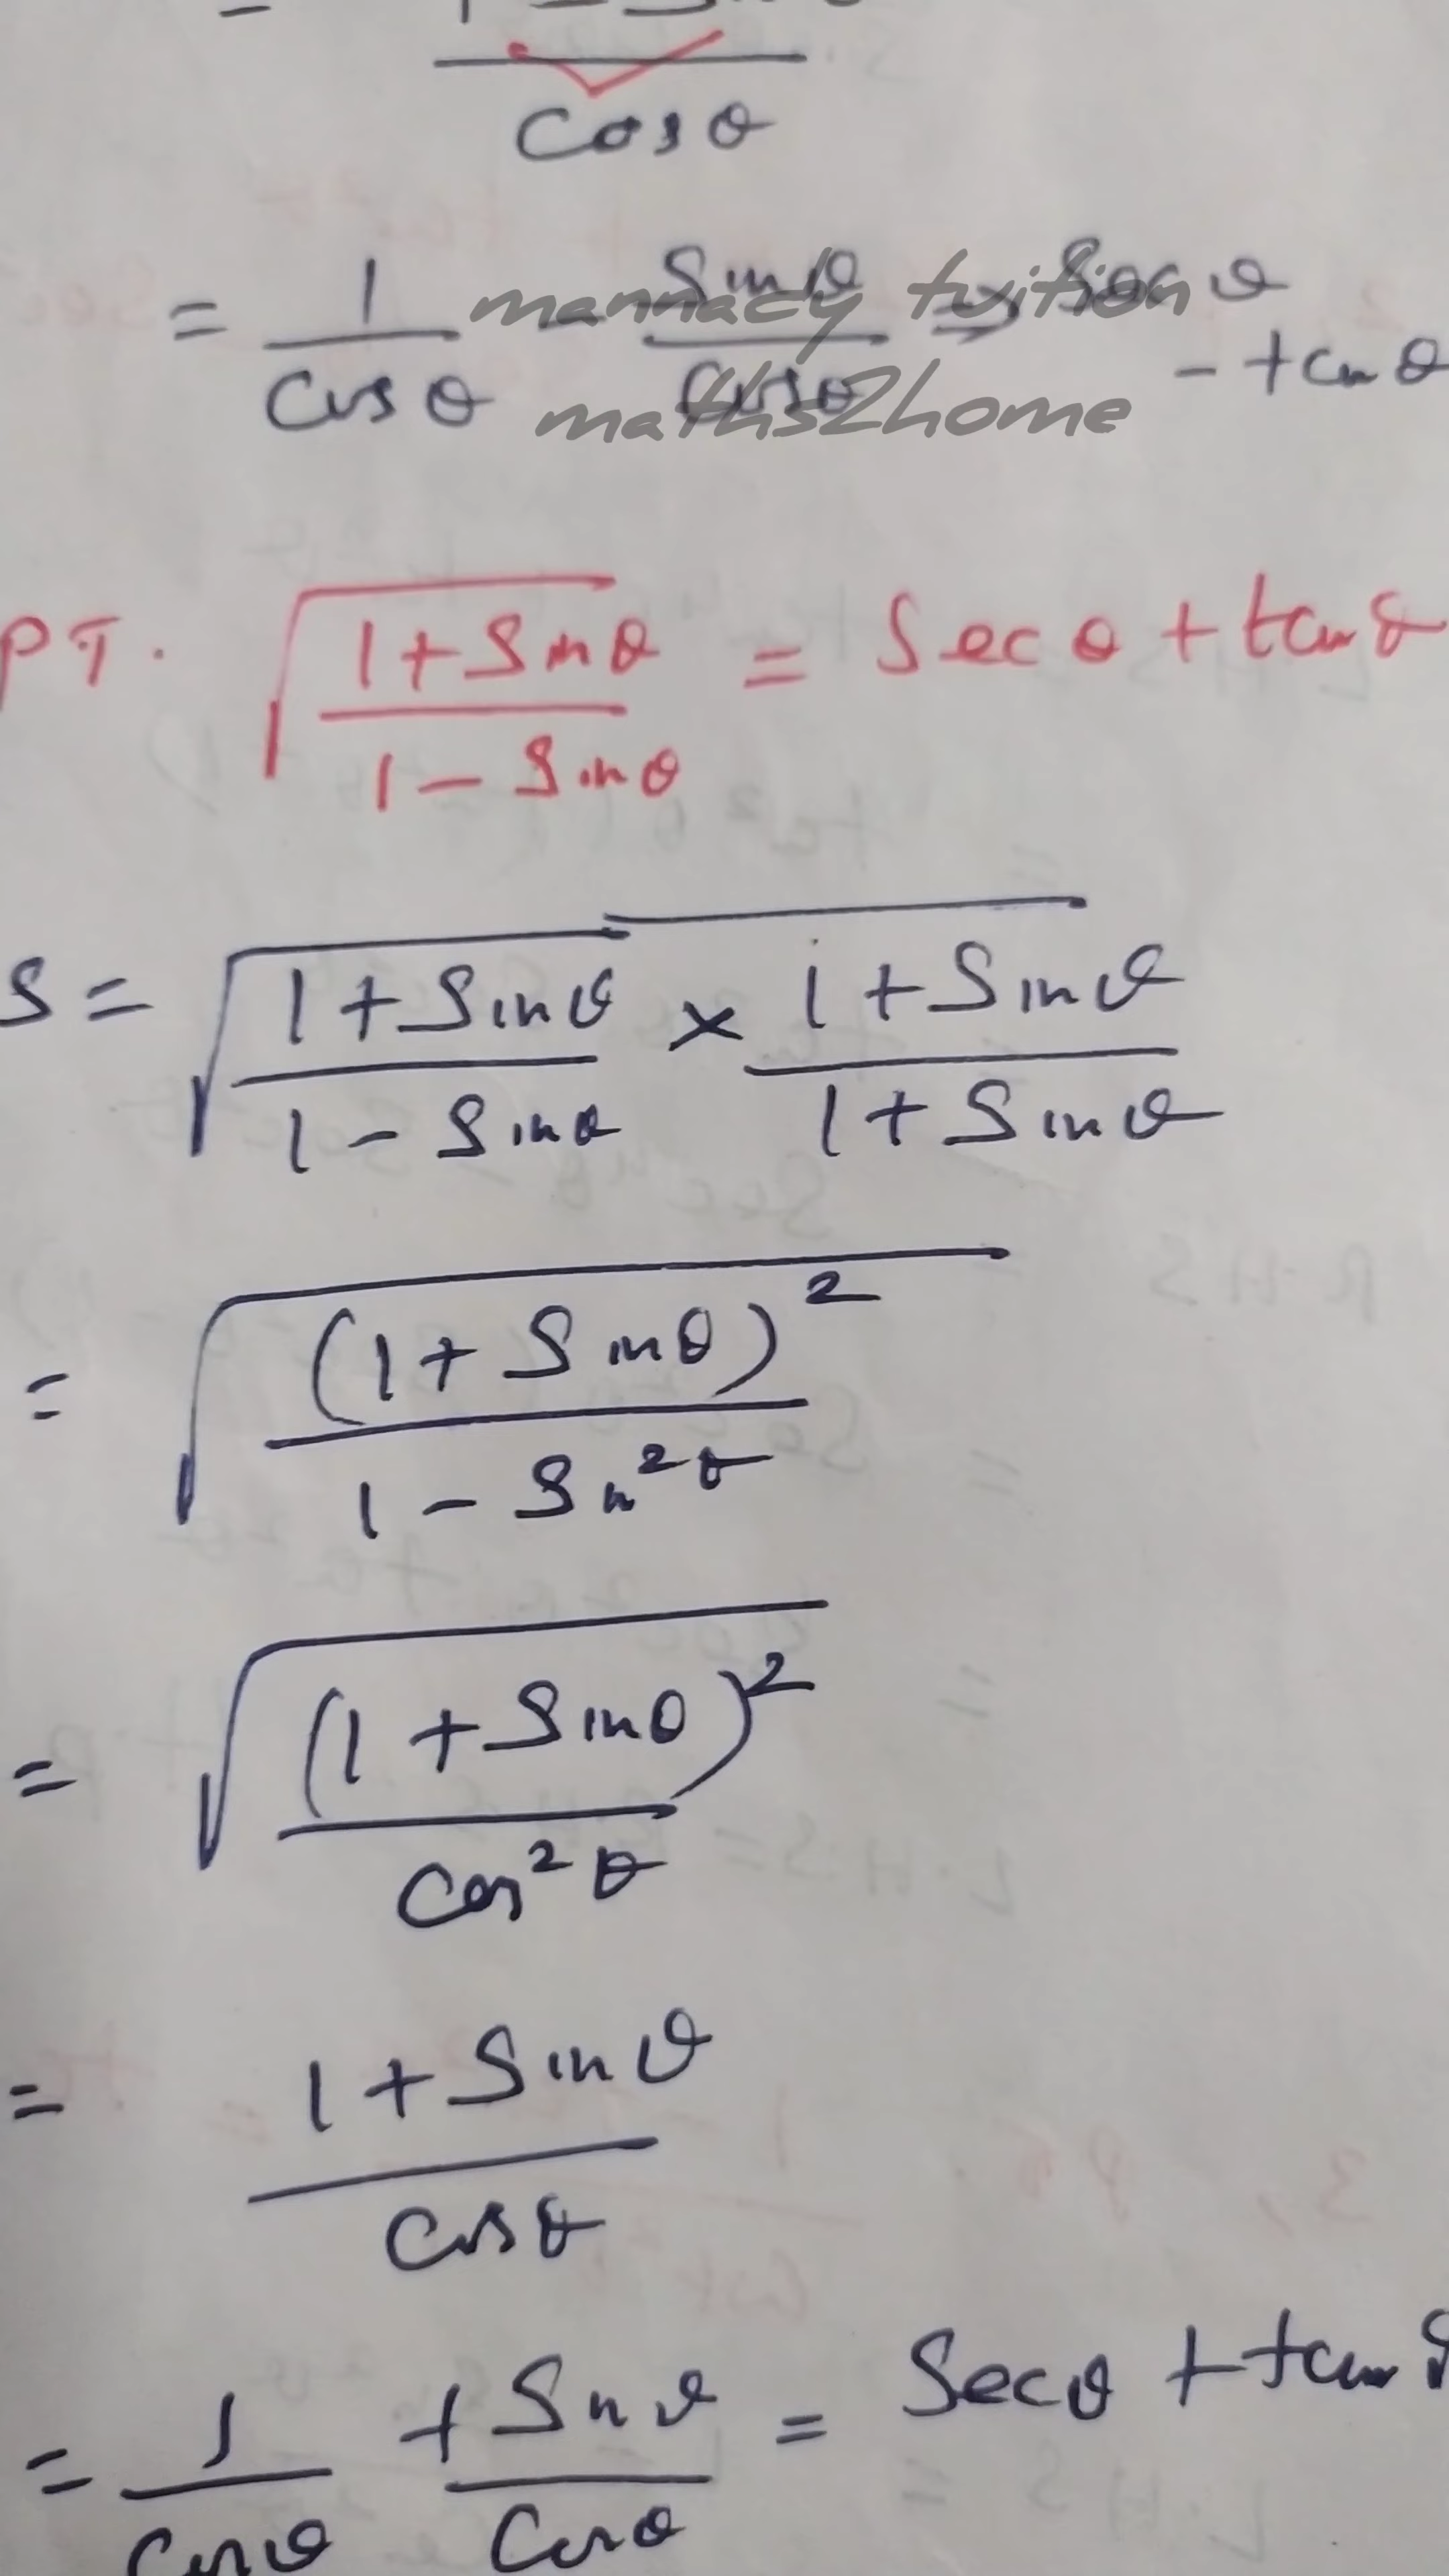 cosθ
= 1/cosθ - sinθ/cosθ => secθ - tanθ
mannacy tuition
maths2home
PT. √((1+Sinθ)/(1-Sinθ)) = Secθ + tanθ
S = √((1+Sinθ)/(1-Sinθ) × (1+Sinθ)/(1+Sinθ))
= √((1+Sinθ)²/(1-Sin²θ))
= √((1+Sinθ)²/cos²θ)
= (1+Sinθ)/cosθ
= 1/cosθ + Sinθ/cosθ = Secθ + tanθ